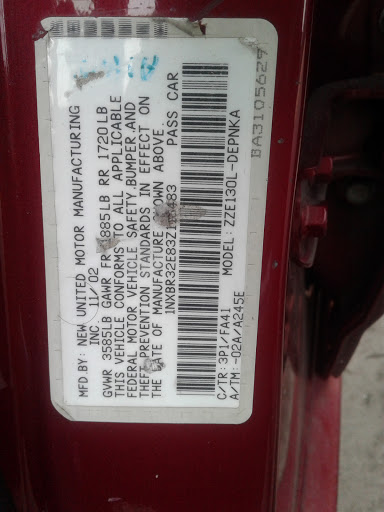 MFD.BY: NEW UNITED MOTOR MANUFACTURING
INC 11/02
GVWR 3585LB GAWR FR 1885LB RR 1720LB
THIS VEHICLE CONFORMS TO ALL APPLICABLE
FEDERAL MOTOR VEHICLE SAFETY,BUMPER,AND
THEFT PREVENTION STANDARDS IN EFFECT ON
THE DATE OF MANUFACTURE SHOWN ABOVE.
PASS CAR
MODEL: ZZE130L-DEPNKA
C/TR:3P1/FA41
A/TM:-02A/A245E
BA3105629